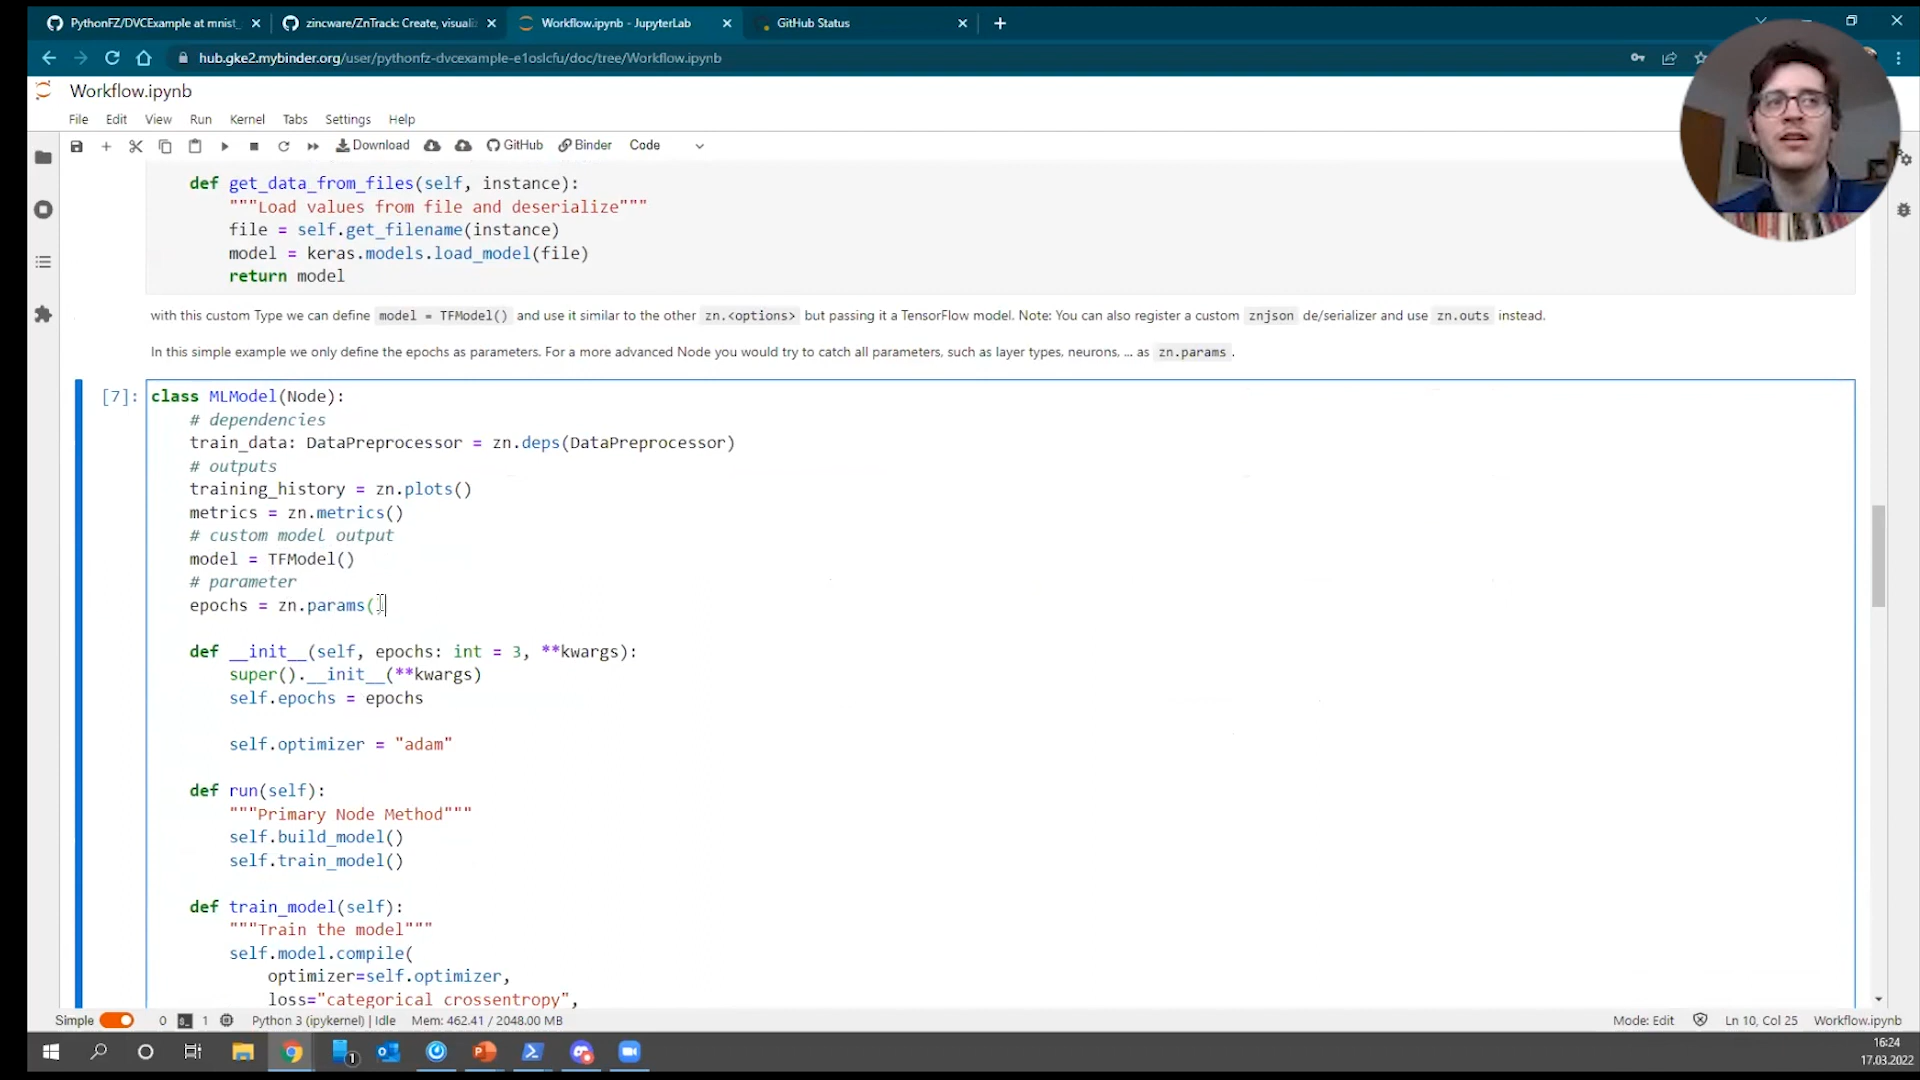 PythonFZ/DVCExample at mnist_
zincware/ZnTrack: Create, visuali
Workflow.ipynb - JupyterLab
GitHub Status
hub.gke2.mybinder.org/user/pythonfz-dvcexample-e1oslcfu/doc/tree/Workflow.ipynb
Workflow.ipynb
File Edit View Run Kernel Tabs Settings Help
Download GitHub Binder Code
def get_data_from_files(self, instance):
"""Load values from file and deserialize"""
file = self.get_filename(instance)
model = keras.models.load_model(file)
return model
with this custom Type we can define model = TFModel() and use it similar to the other zn.<options> but passing it a TensorFlow model. Note: You can also register a custom znjson de/serializer and use zn.outs instead.
In this simple example we only define the epochs as parameters. For a more advanced Node you would try to catch all parameters, such as layer types, neurons, ... as zn.params .
[7]: class MLModel(Node):
# dependencies
train_data: DataPreprocessor = zn.deps(DataPreprocessor)
# outputs
training_history = zn.plots()
metrics = zn.metrics()
# custom model output
model = TFModel()
# parameter
epochs = zn.params()
def __init__(self, epochs: int = 3, **kwargs):
super().__init__(**kwargs)
self.epochs = epochs
self.optimizer = "adam"
def run(self):
"""Primary Node Method"""
self.build_model()
self.train_model()
def train_model(self):
"""Train the model"""
self.model.compile(
optimizer=self.optimizer,
loss="categorical_crossentropy",
Simple 0 1 Python 3 (ipykernel) | Idle Mem: 462.41 / 2048.00 MB Mode: Edit Ln 10, Col 25 Workflow.ipynb
1
16:24
17.03.2022